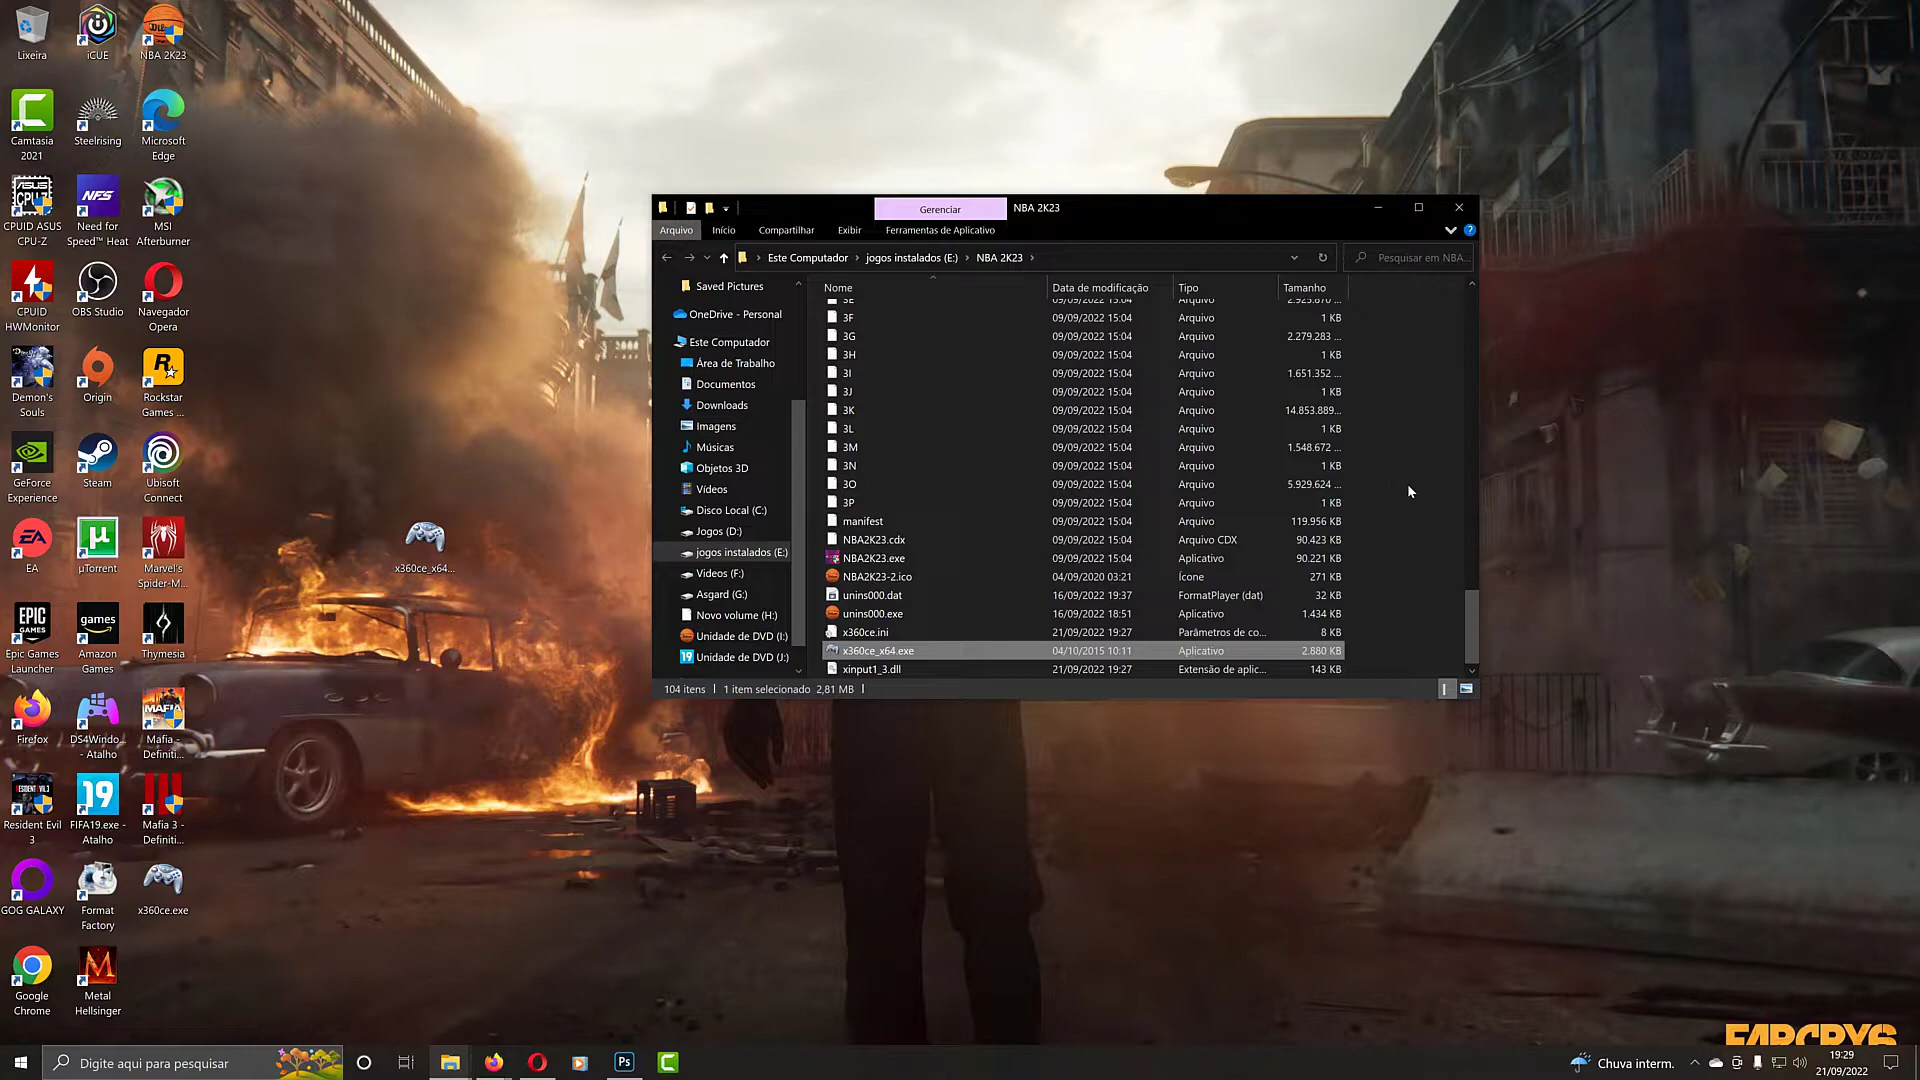 Lixeira
iCUE
NBA 2K23
Camtasia
2021
Steelrising
Microsoft
Edge
CPUID ASUS
CPU-Z
Need for
Speed™ Heat
MSI
Afterburner
CPUID
HWMonitor
OBS Studio
Navegador
Opera
Demon's
Souls
Origin
Rockstar
Games ...
GeForce
Experience
Steam
Ubisoft
Connect
EA
µTorrent
Marvel's
Spider-M...
Epic Games
Launcher
Amazon
Games
Thymesia
Firefox
DS4Windo...
- Atalho
Mafia -
Definiti...
Resident Evil
3
FIFA19.exe -
Atalho
Mafia 3 -
Definiti...
GOG GALAXY
Format
Factory
x360ce.exe
Google
Chrome
Metal
Hellsinger
x360ce_x64...
Gerenciar
NBA 2K23
Arquivo
Início
Compartilhar
Exibir
Ferramentas de Aplicativo
Este Computador > jogos instalados (E:) > NBA 2K23 >
Pesquisar em NBA...
Saved Pictures
OneDrive - Personal
Este Computador
Área de Trabalho
Documentos
Downloads
Imagens
Músicas
Objetos 3D
Vídeos
Disco Local (C:)
Jogos (D:)
jogos instalados (E:)
Videos (F:)
Asgard (G:)
Novo volume (H:)
Unidade de DVD (I:)
Unidade de DVD (J:)
Nome Data de modificação Tipo Tamanho
3E 09/09/2022 15:04 Arquivo 2.925.870 ...
3F 09/09/2022 15:04 Arquivo 1 KB
3G 09/09/2022 15:04 Arquivo 2.279.283 ...
3H 09/09/2022 15:04 Arquivo 1 KB
3I 09/09/2022 15:04 Arquivo 1.651.352 ...
3J 09/09/2022 15:04 Arquivo 1 KB
3K 09/09/2022 15:04 Arquivo 14.853.889...
3L 09/09/2022 15:04 Arquivo 1 KB
3M 09/09/2022 15:04 Arquivo 1.548.672 ...
3N 09/09/2022 15:04 Arquivo 1 KB
3O 09/09/2022 15:04 Arquivo 5.929.624 ...
3P 09/09/2022 15:04 Arquivo 1 KB
manifest 09/09/2022 15:04 Arquivo 119.956 KB
NBA2K23.cdx 09/09/2022 15:04 Arquivo CDX 90.423 KB
NBA2K23.exe 09/09/2022 15:04 Aplicativo 90.221 KB
NBA2K23-2.ico 04/09/2020 03:21 Ícone 271 KB
unins000.dat 16/09/2022 19:37 FormatPlayer (dat) 32 KB
unins000.exe 16/09/2022 18:51 Aplicativo 1.434 KB
x360ce.ini 21/09/2022 19:27 Parâmetros de co... 8 KB
x360ce_x64.exe 04/10/2015 10:11 Aplicativo 2.880 KB
xinput1_3.dll 21/09/2022 19:27 Extensão de aplic... 143 KB
104 itens 1 item selecionado 2,81 MB
FARCRY6
Digite aqui para pesquisar
Chuva interm.
19:29
21/09/2022